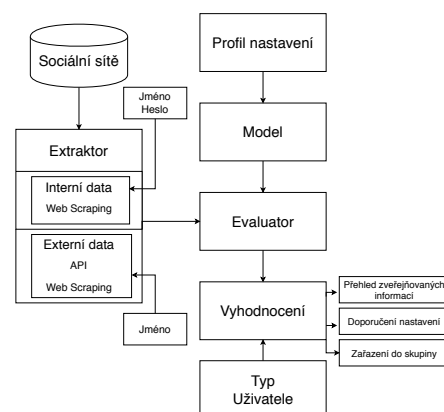 Sociální sítě
Profil nastavení
Jméno
Heslo
Extraktor
Model
Interní data
Web Scraping
Evaluator
Externí data
API
Web Scraping
Vyhodnocení
Přehled zveřejňovaných
informací
Doporučení nastavení
Zařazení do skupiny
Jméno
Typ
Uživatele